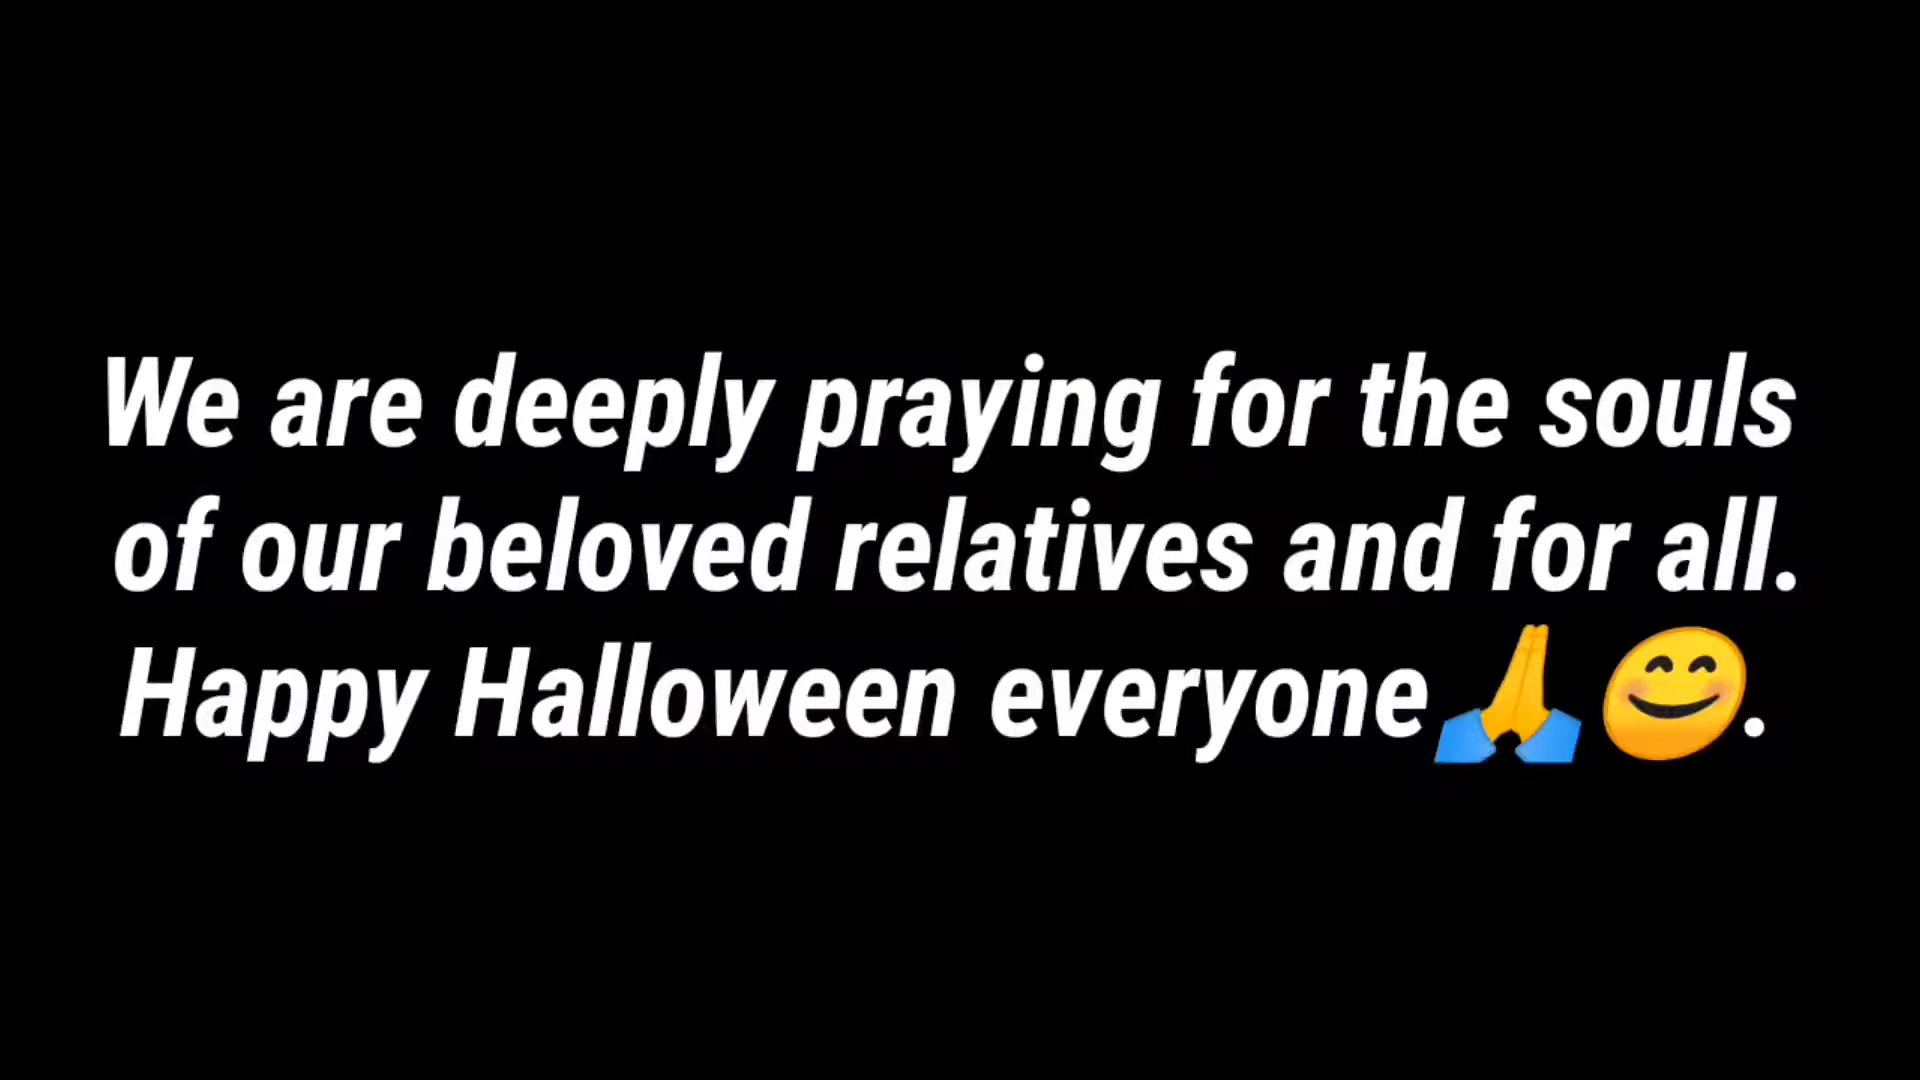 We are deeply praying for the souls
of our beloved relatives and for all.
Happy Halloween everyone🙏😊.